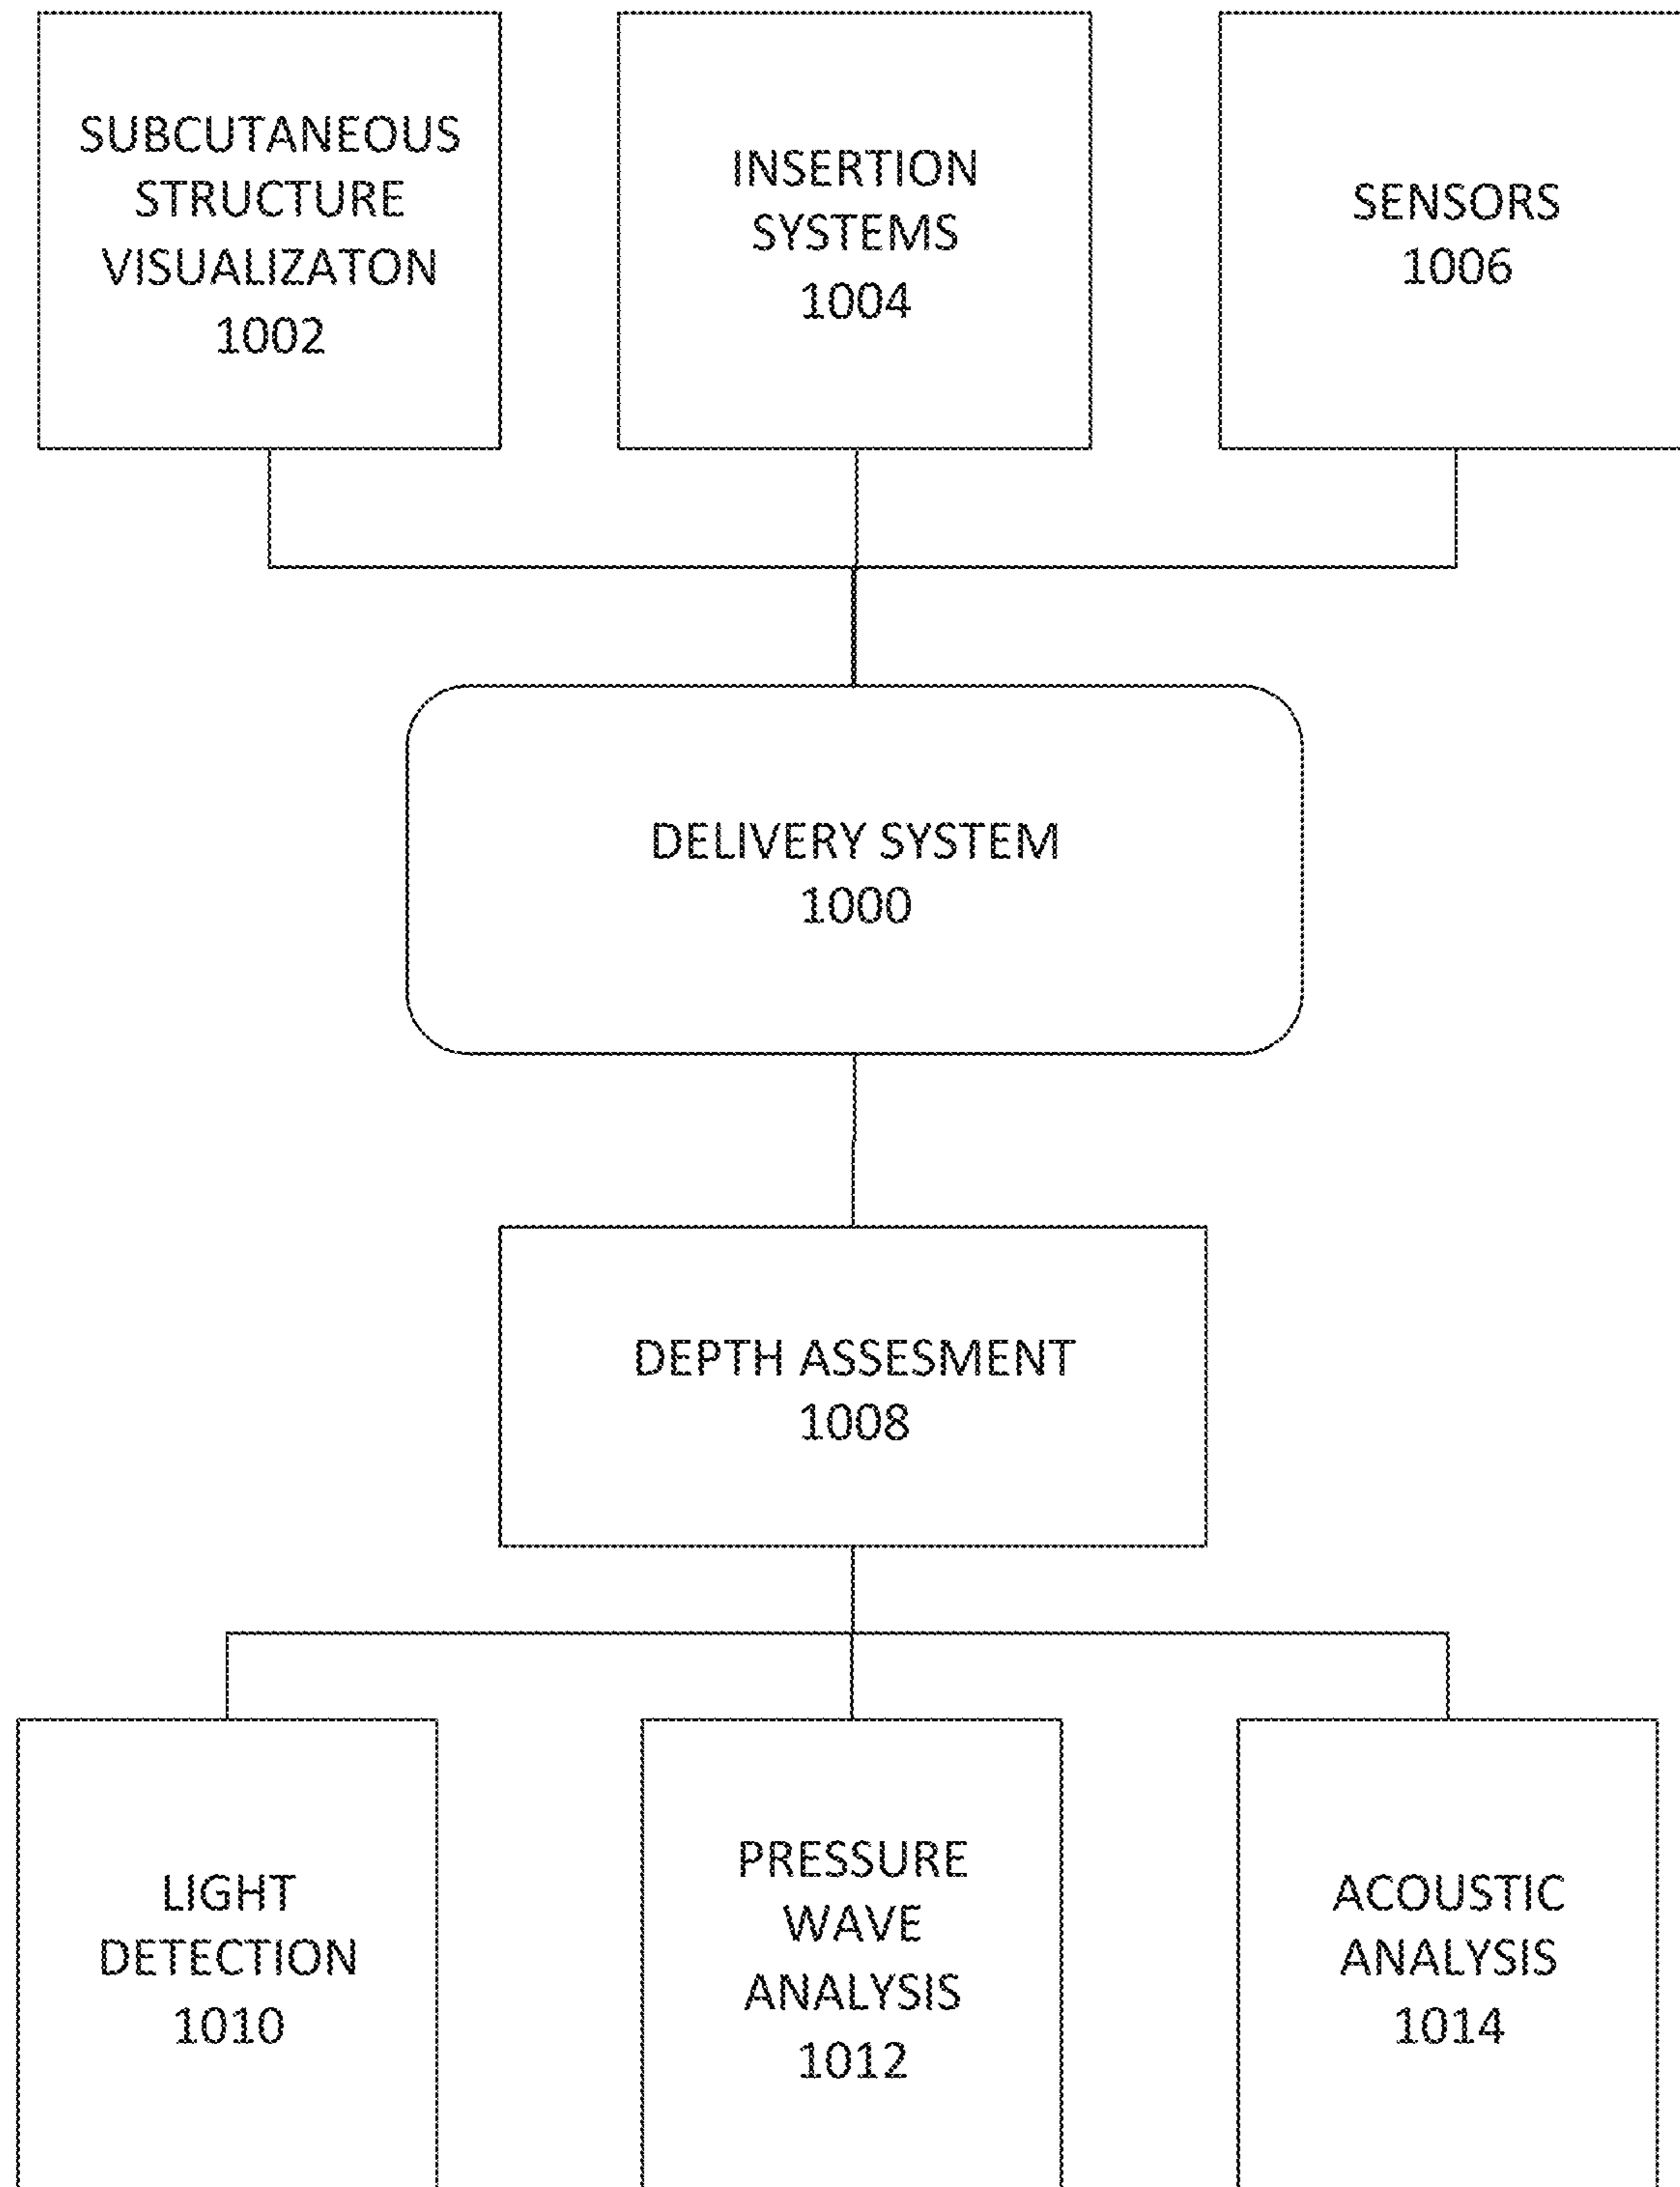 SUBCUTANEOUS
STRUCTURE
VISUALIZATON
1002
INSERTION
SYSTEMS
1004
SENSORS
1006
DELIVERY SYSTEM
1000
DEPTH ASSESMENT
1008
LIGHT
DETECTION
1010
PRESSURE
WAVE
ANALYSIS
1012
ACOUSTIC
ANALYSIS
1014